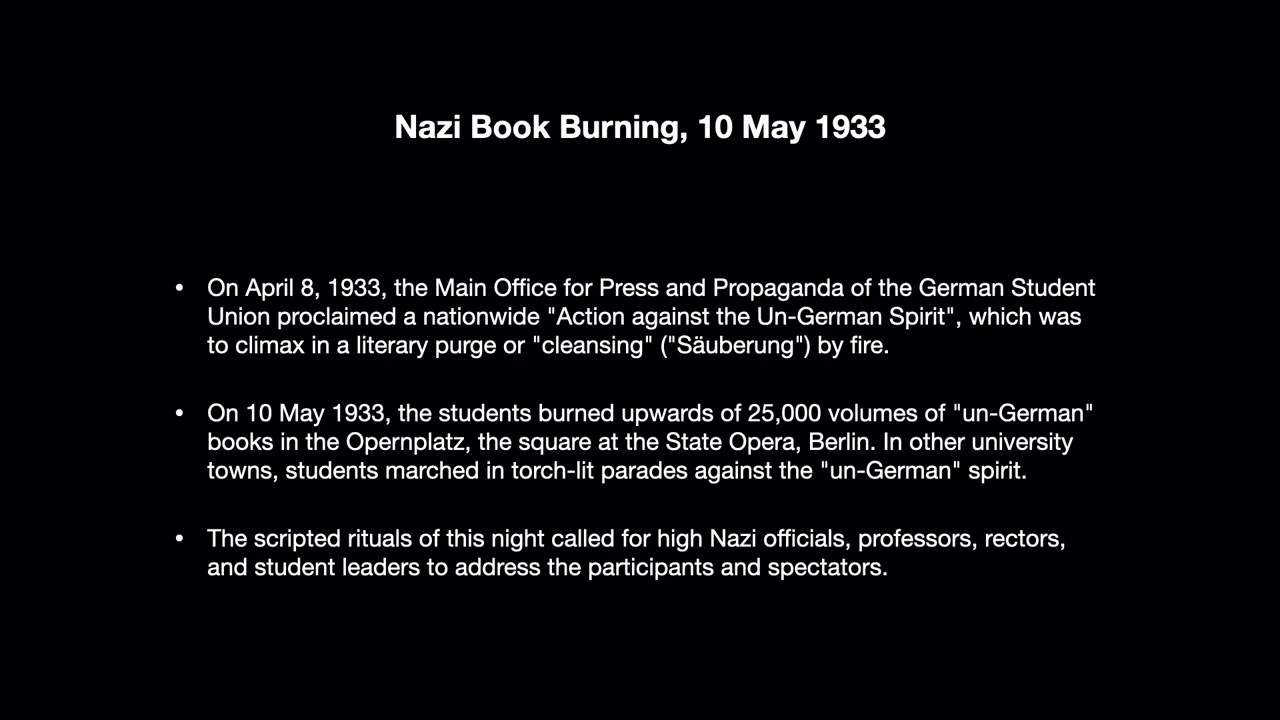 Nazi Book Burning, 10 May 1933
• On April 8, 1933, the Main Office for Press and Propaganda of the German Student
Union proclaimed a nationwide "Action against the Un-German Spirit", which was
to climax in a literary purge or "cleansing" ("Säuberung") by fire.
• On 10 May 1933, the students burned upwards of 25,000 volumes of "un-German"
books in the Opernplatz, the square at the State Opera, Berlin. In other university
towns, students marched in torch-lit parades against the "un-German" spirit.
• The scripted rituals of this night called for high Nazi officials, professors, rectors,
and student leaders to address the participants and spectators.